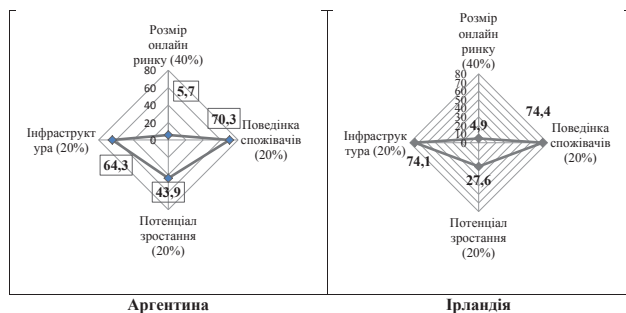 Розмір
онлайн
ринку (40%)
80
60
40
20
0
5,7
70,3
Поведінка
споживачів
(20%)
Інфраструкт
ура (20%)
64,3
43,9
Потенціал
зростання
(20%)
Аргентина
Розмір
онлайн
ринку
(40%)
80
70
60
50
40
30
20
10
0
4,9
74,4
Поведінка
споживачів
(20%)
Інфраструк
тура (20%)
74,1
27,6
Потенціал
зростання
(20%)
Ірландія